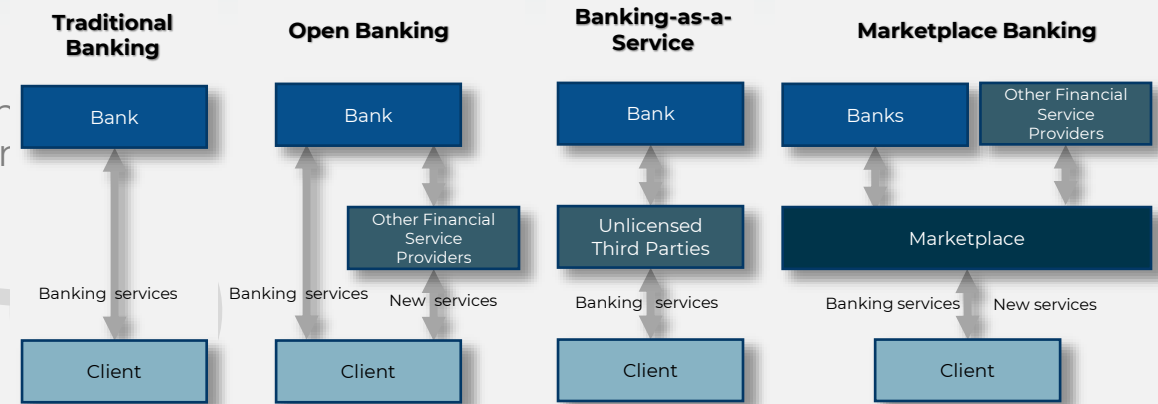 Traditional
Banking
Bank
Banking services
Client
Open Banking
Bank
Other Financial
Service
Providers
Banking services
New services
Client
Banking-as-a-
Service
Bank
Unlicensed
Third Parties
Banking services
Client
Marketplace Banking
Banks
Other Financial
Service
Providers
Marketplace
Banking services
New services
Client